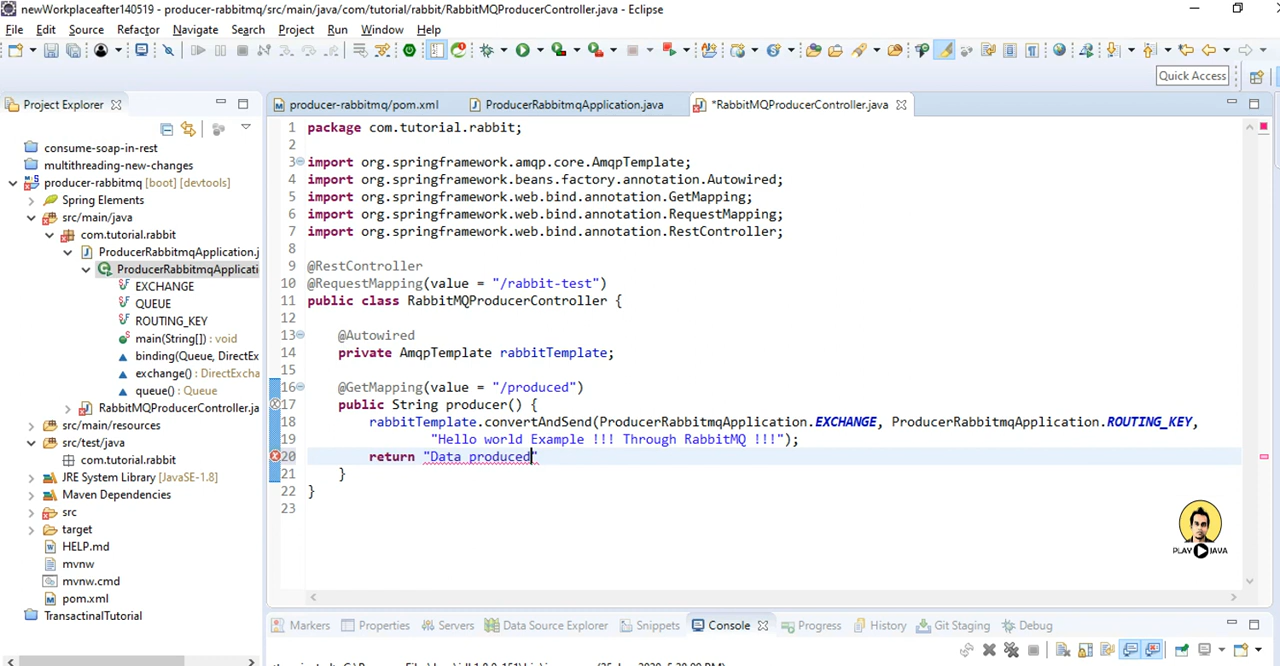 newWorkplaceafter140519 - producer-rabbitmq/src/main/java/com/tutorial/rabbit/RabbitMQProducerController.java - Eclipse
File Edit Source Refactor Navigate Search Project Run Window Help
Quick Access
Project Explorer
producer-rabbitmq/pom.xml ProducerRabbitmqApplication.java *RabbitMQProducerController.java
consume-soap-in-rest
multithreading-new-changes
producer-rabbitmq [boot] [devtools]
Spring Elements
src/main/java
com.tutorial.rabbit
ProducerRabbitmqApplication.j
ProducerRabbitmqApplicati
EXCHANGE
QUEUE
ROUTING_KEY
main(String[]) : void
binding(Queue, DirectEx
exchange() : DirectExcha
queue() : Queue
RabbitMQProducerController.ja
src/main/resources
src/test/java
com.tutorial.rabbit
JRE System Library [JavaSE-1.8]
Maven Dependencies
src
target
HELP.md
mvnw
mvnw.cmd
pom.xml
TransactinalTutorial
1 package com.tutorial.rabbit;
2
3 import org.springframework.amqp.core.AmqpTemplate;
4 import org.springframework.beans.factory.annotation.Autowired;
5 import org.springframework.web.bind.annotation.GetMapping;
6 import org.springframework.web.bind.annotation.RequestMapping;
7 import org.springframework.web.bind.annotation.RestController;
8
9 @RestController
10 @RequestMapping(value = "/rabbit-test")
11 public class RabbitMQProducerController {
12
13 @Autowired
14 private AmqpTemplate rabbitTemplate;
15
16 @GetMapping(value = "/produced")
17 public String producer() {
18 rabbitTemplate.convertAndSend(ProducerRabbitmqApplication.EXCHANGE, ProducerRabbitmqApplication.ROUTING_KEY,
19 "Hello world Example !!! Through RabbitMQ !!!");
20 return "Data produced"
21 }
22 }
23
PLAY JAVA
Markers Properties Servers Data Source Explorer Snippets Console Progress History Git Staging Debug